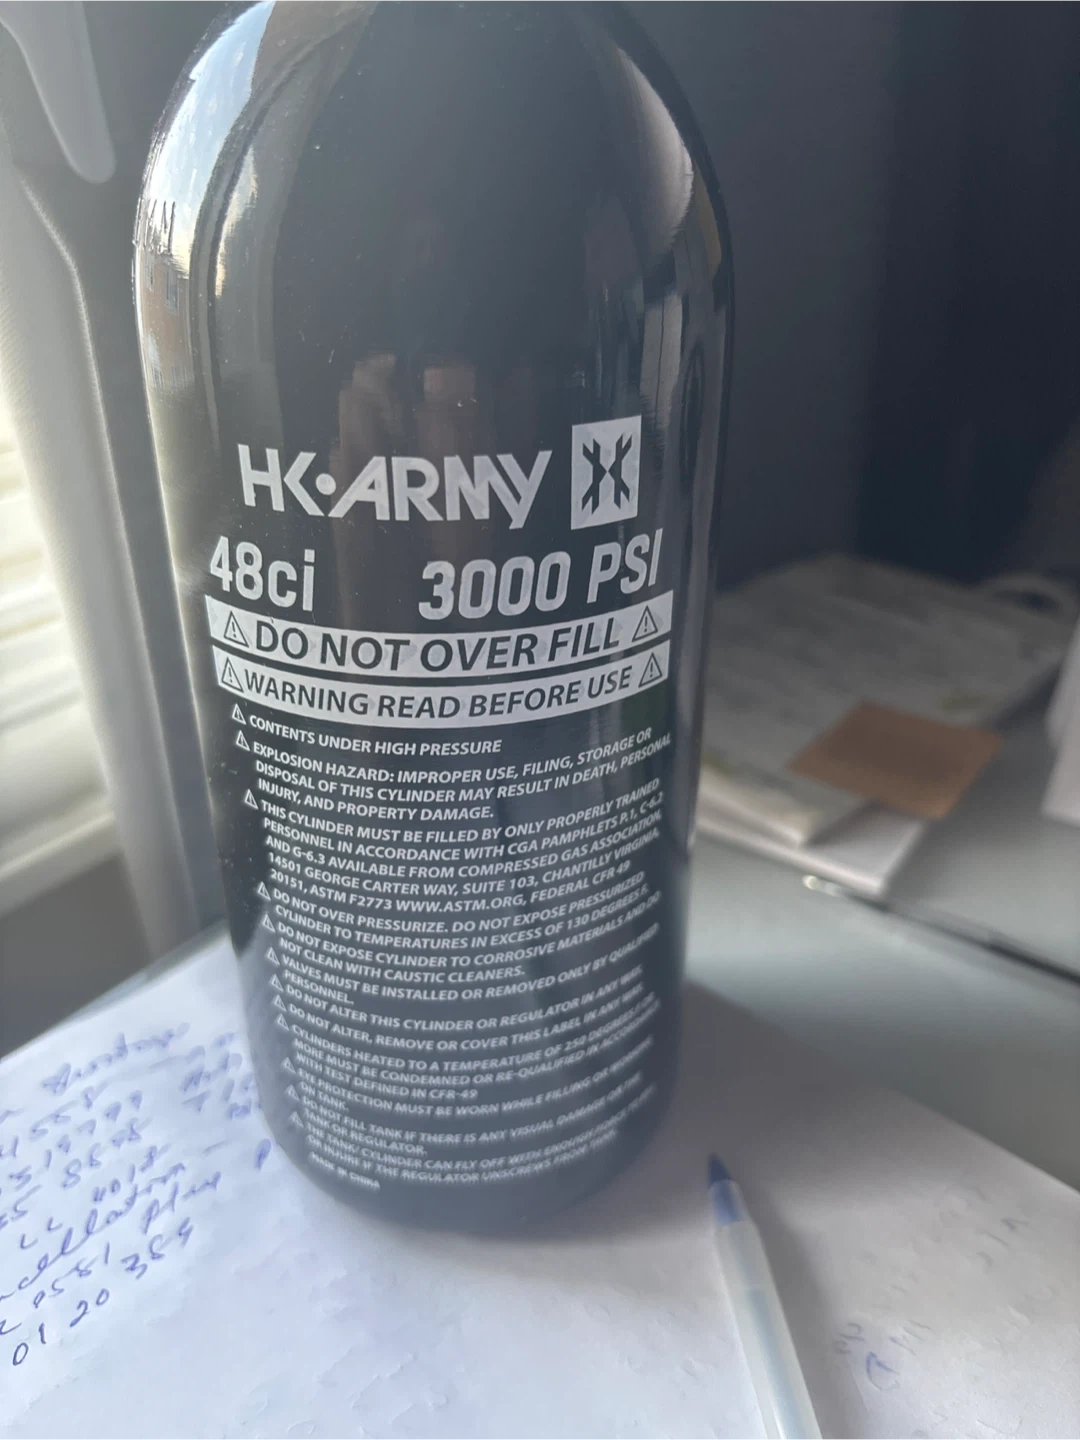 HK·ARMY
48ci 3000 PSI
DO NOT OVER FILL
WARNING READ BEFORE USE
CONTENTS UNDER HIGH PRESSURE
EXPLOSION HAZARD: IMPROPER USE, FILING, STORAGE OR
DISPOSAL OF THIS CYLINDER MAY RESULT IN DEATH, PERSONAL
INJURY, AND PROPERTY DAMAGE.
THIS CYLINDER MUST BE FILLED BY ONLY PROPERLY TRAINED
PERSONNEL IN ACCORDANCE WITH CGA PAMPHLETS P.1, C-6.2
AND G-6.3 AVAILABLE FROM COMPRESSED GAS ASSOCIATION,
14501 GEORGE CARTER WAY, SUITE 103, CHANTILLY VIRGINIA,
20151, ASTM F2773 WWW.ASTM.ORG, FEDERAL CFR 49
DO NOT OVER PRESSURIZE. DO NOT EXPOSE PRESSURIZED
CYLINDER TO TEMPERATURES IN EXCESS OF 130 DEGREES F.
DO NOT EXPOSE CYLINDER TO CORROSIVE MATERIALS AND DO
NOT CLEAN WITH CAUSTIC CLEANERS.
VALVES MUST BE INSTALLED OR REMOVED ONLY BY QUALIFIED
PERSONNEL.
DO NOT ALTER THIS CYLINDER OR REGULATOR IN ANY WAY.
DO NOT ALTER, REMOVE OR COVER THIS LABEL IN ANY WAY.
CYLINDERS HEATED TO A TEMPERATURE OF 250 DEGREES F OR
MORE MUST BE CONDEMNED OR RE-QUALIFIED IN ACCORDANCE
WITH TEST DEFINED IN CFR-49
EYE PROTECTION MUST BE WORN WHILE FILLING OR
ON TANK.
DO NOT FILL TANK IF THERE IS ANY VISUAL DAMAGE ON THE
TANK OR REGULATOR.
THE TANK/ CYLINDER CAN FLY OFF WITH ENOUGH FORCE TO
OR INJURE IF THE REGULATOR UNSCREWS FROM TANK.
MADE IN CHINA
01 20 384